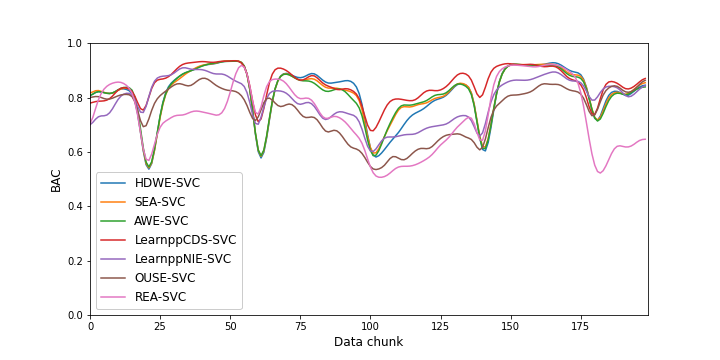 1.0
0.8
0.6
0.4
0.2
0.0
BAC
HDWE-SVC
SEA-SVC
AWE-SVC
LearnppCDS-SVC
LearnppNIE-SVC
OUSE-SVC
REA-SVC
0 25 50 75 100 125 150 175
Data chunk